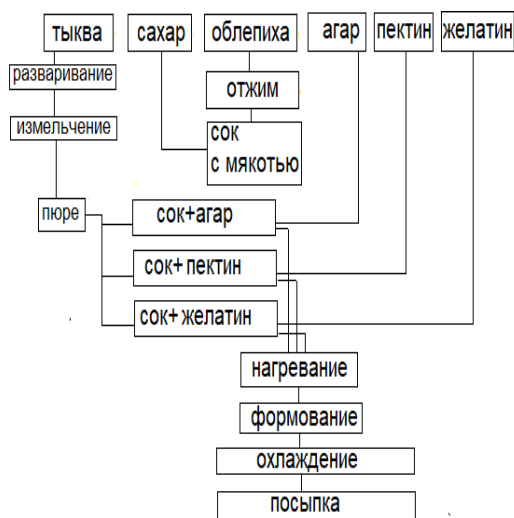 тыква
сахар
облепиха
агар
пектин
желатин
разваривание
отжим
измельчение
сок
с мякотью
пюре
сок+агар
сок+ пектин
сок+ желатин
нагревание
формование
охлаждение
посыпка